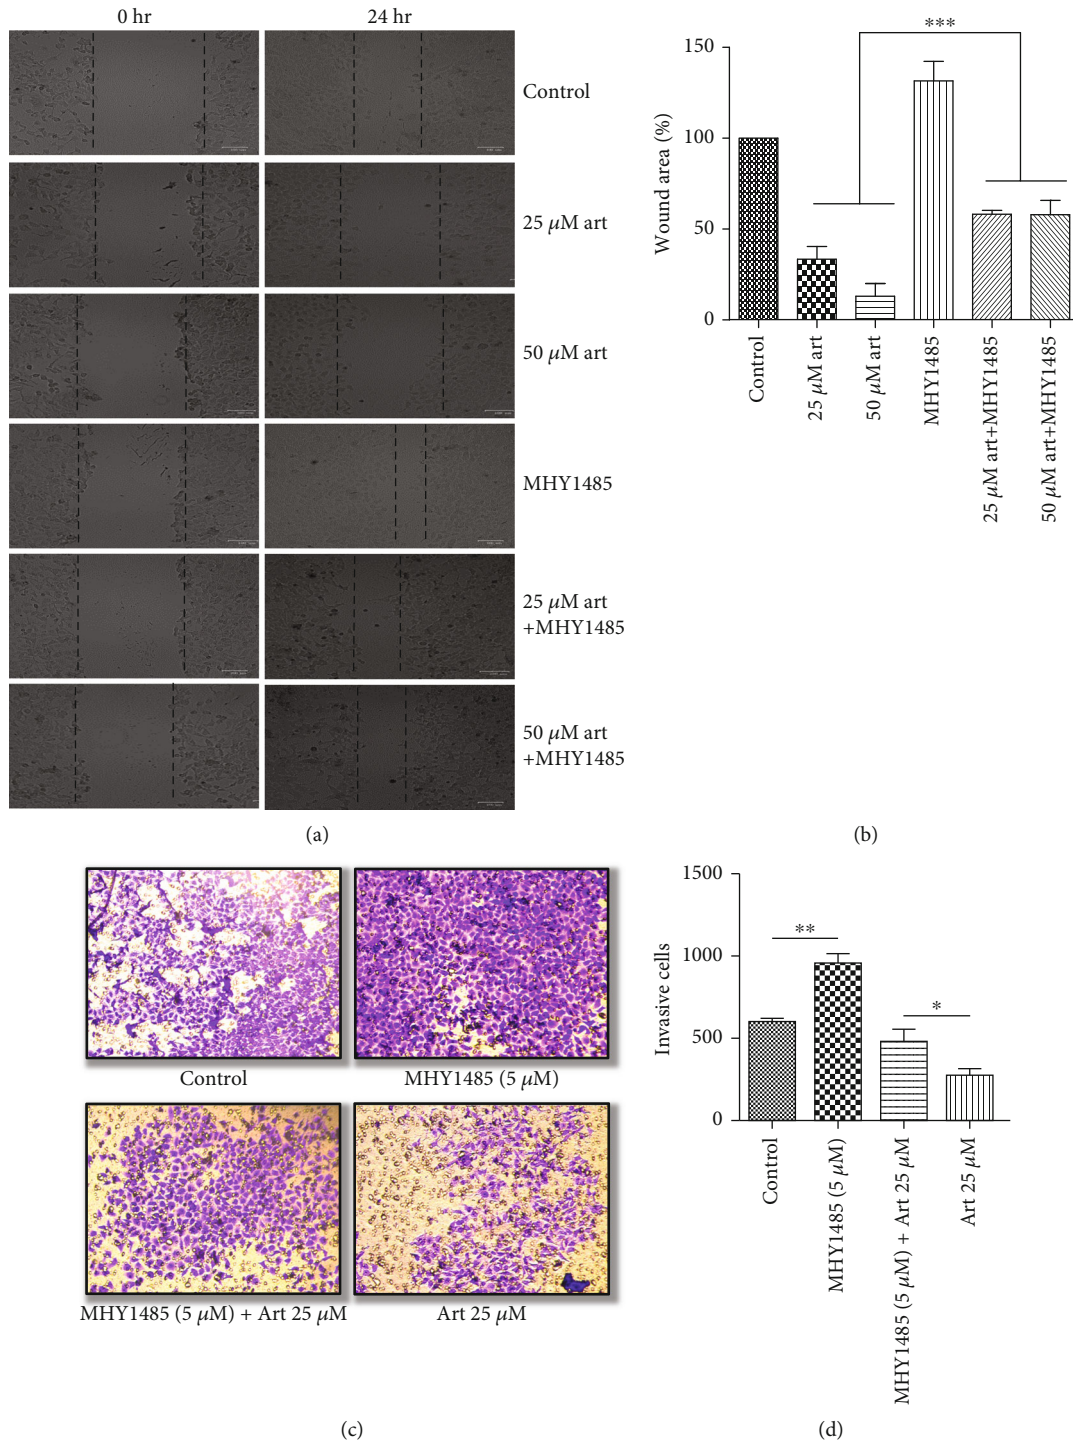 0 hr
24 hr
Control
25 μM art
50 μM art
MHY1485
25 μM art
+MHY1485
50 μM art
+MHY1485
(a)
***
150
100
50
0
Wound area (%)
Control
25 μM art
50 μM art
MHY1485
25 μM art+MHY1485
50 μM art+MHY1485
(b)
Control
MHY1485 (5 μM)
MHY1485 (5 μM) + Art 25 μM
Art 25 μM
(c)
1500
1000
500
0
Invasive cells
**
*
Control
MHY1485 (5 μM)
MHY1485 (5 μM) + Art 25 μM
Art 25 μM
(d)